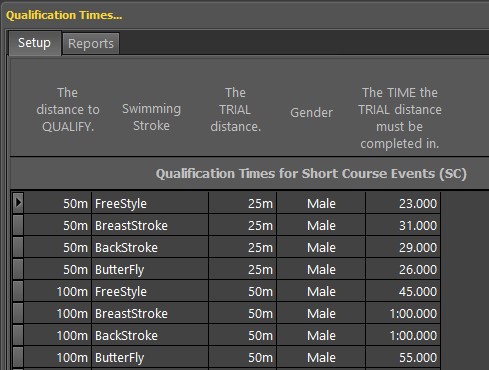 Qualification Times...
Setup Reports
The distance to QUALIFY. Swimming Stroke The TRIAL distance. Gender The TIME the TRIAL distance must be completed in.
Qualification Times for Short Course Events (SC)
50m FreeStyle 25m Male 23.000
50m BreastStroke 25m Male 31.000
50m BackStroke 25m Male 29.000
50m ButterFly 25m Male 26.000
100m FreeStyle 50m Male 45.000
100m BreastStroke 50m Male 1:00.000
100m BackStroke 50m Male 1:00.000
100m ButterFly 50m Male 55.000